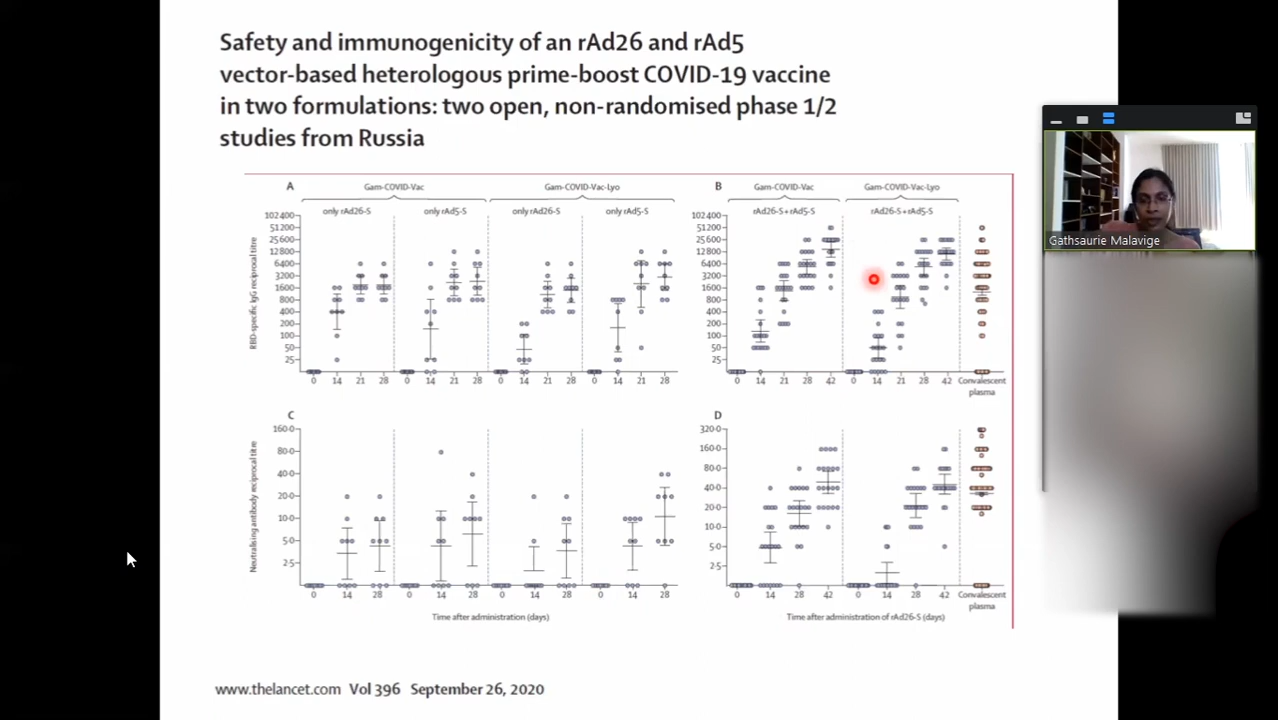 Safety and immunogenicity of an rAd26 and rAd5
vector-based heterologous prime-boost COVID-19 vaccine
in two formulations: two open, non-randomised phase 1/2
studies from Russia
Gathsaurie Malavige
A
Gam-COVID-Vac
Gam-COVID-Vac-Lyo
only rAd26-S
only rAd5-S
only rAd26-S
only rAd5-S
RBD-specific IgG reciprocal titre
102400
51200
25600
12800
6400
3200
1600
800
400
200
100
50
25
0 14 21 28 0 14 21 28 0 14 21 28 0 14 21 28
B
Gam-COVID-Vac
Gam-COVID-Vac-Lyo
rAd26-S+rAd5-S
rAd26-S+rAd5-S
102400
51200
25600
12800
6400
3200
1600
800
400
200
100
50
25
0 14 21 28 42 0 14 21 28 42 Convalescent
plasma
C
Neutralising antibody reciprocal titre
160·0
80·0
40·0
20·0
10·0
5·0
2·5
0 14 28 0 14 28 0 14 28 0 14 28
Time after administration (days)
D
320·0
160·0
80·0
40·0
20·0
10·0
5·0
2·5
0 14 28 42 0 14 28 42 Convalescent
plasma
Time after administration of rAd26-S (days)
www.thelancet.com Vol 396 September 26, 2020